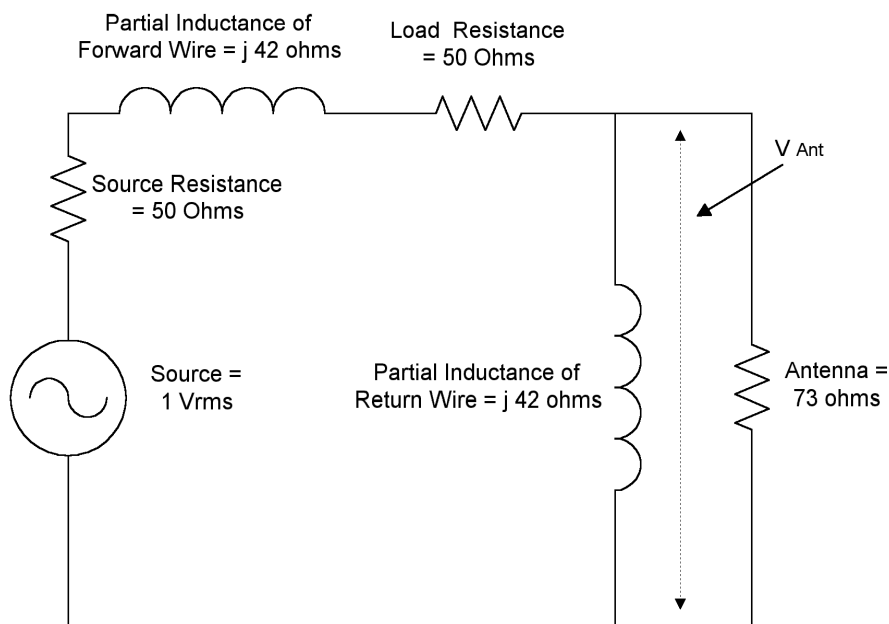 Partial Inductance of
Forward Wire = j 42 ohms
Load Resistance
= 50 Ohms
V Ant
Source Resistance
= 50 Ohms
Source =
1 Vrms
Partial Inductance of
Return Wire = j 42 ohms
Antenna =
73 ohms